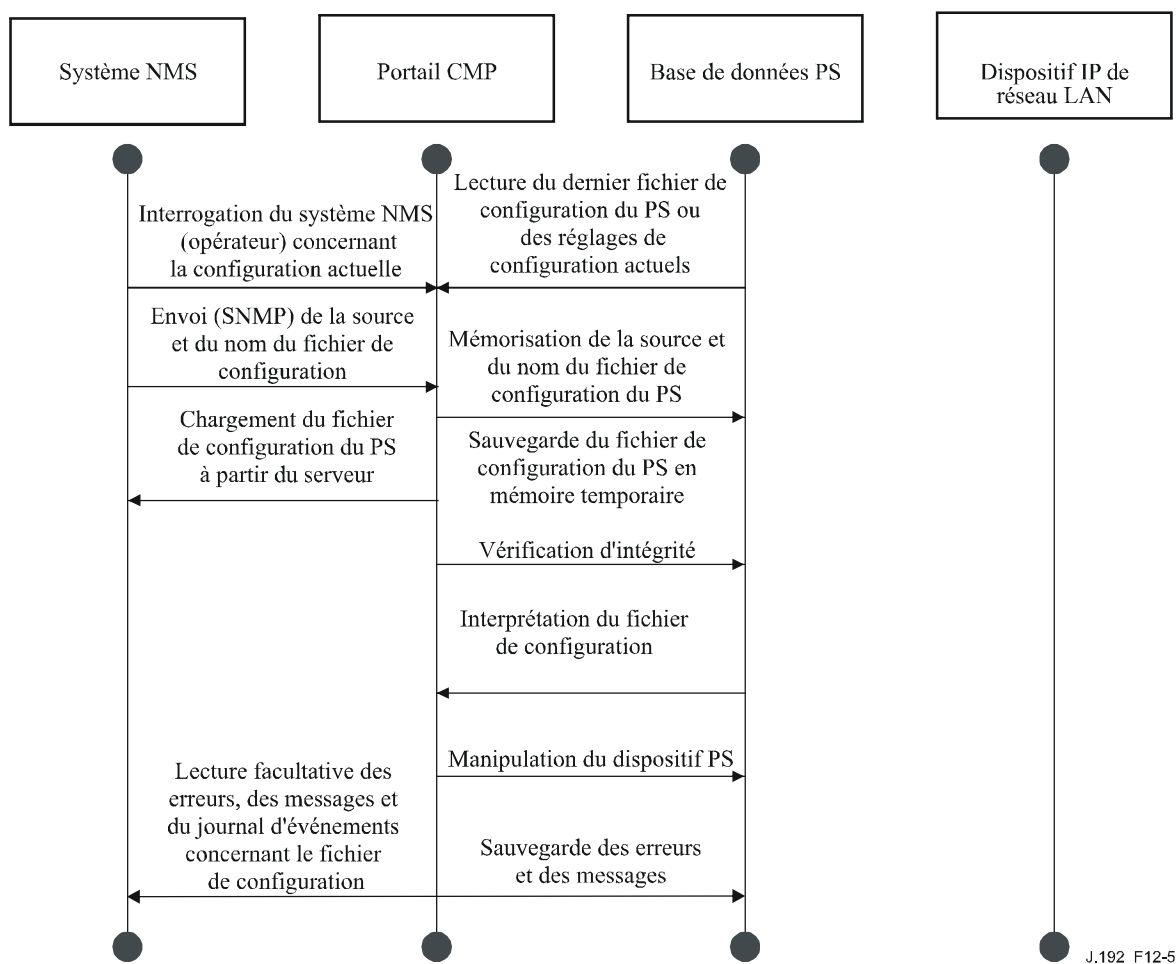 Système NMS
Portail CMP
Base de données PS
Dispositif IP de
réseau LAN
Interrogation du système NMS
(opérateur) concernant
la configuration actuelle
Lecture du dernier fichier de
configuration du PS ou
des réglages de
configuration actuels
Envoi (SNMP) de la source
et du nom du fichier de
configuration
Mémorisation de la source et
du nom du fichier de
configuration du PS
Chargement du fichier
de configuration du PS
à partir du serveur
Sauvegarde du fichier de
configuration du PS en
mémoire temporaire
Vérification d'intégrité
Interprétation du fichier
de configuration
Manipulation du dispositif PS
Lecture facultative des
erreurs, des messages et
du journal d'événements
concernant le fichier
de configuration
Sauvegarde des erreurs
et des messages
J.192_F12-5